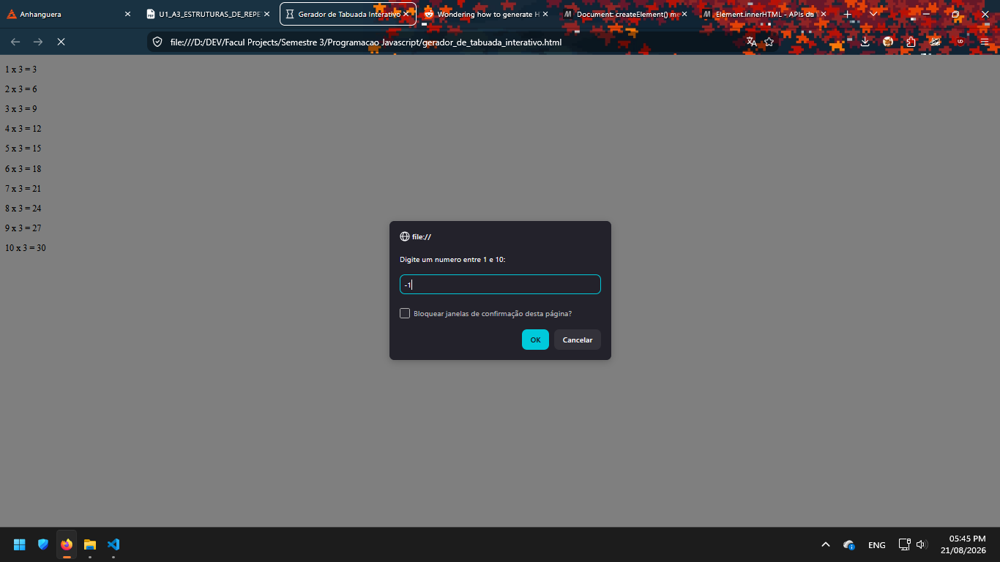 Anhanguera
U1_A3_ESTRUTURAS_DE_REPE
Gerador de Tabuada Interativo
Wondering how to generate H
Document: createElement() me
Element.innerHTML - APIs da
file:///D:/DEV/Facul Projects/Semestre 3/Programacao Javascript/gerador_de_tabuada_interativo.html
1 x 3 = 3
2 x 3 = 6
3 x 3 = 9
4 x 3 = 12
5 x 3 = 15
6 x 3 = 18
7 x 3 = 21
8 x 3 = 24
9 x 3 = 27
10 x 3 = 30
file://
Digite um numero entre 1 e 10:
-1
Bloquear janelas de confirmação desta página?
OK
Cancelar
ENG
05:45 PM
21/08/2026